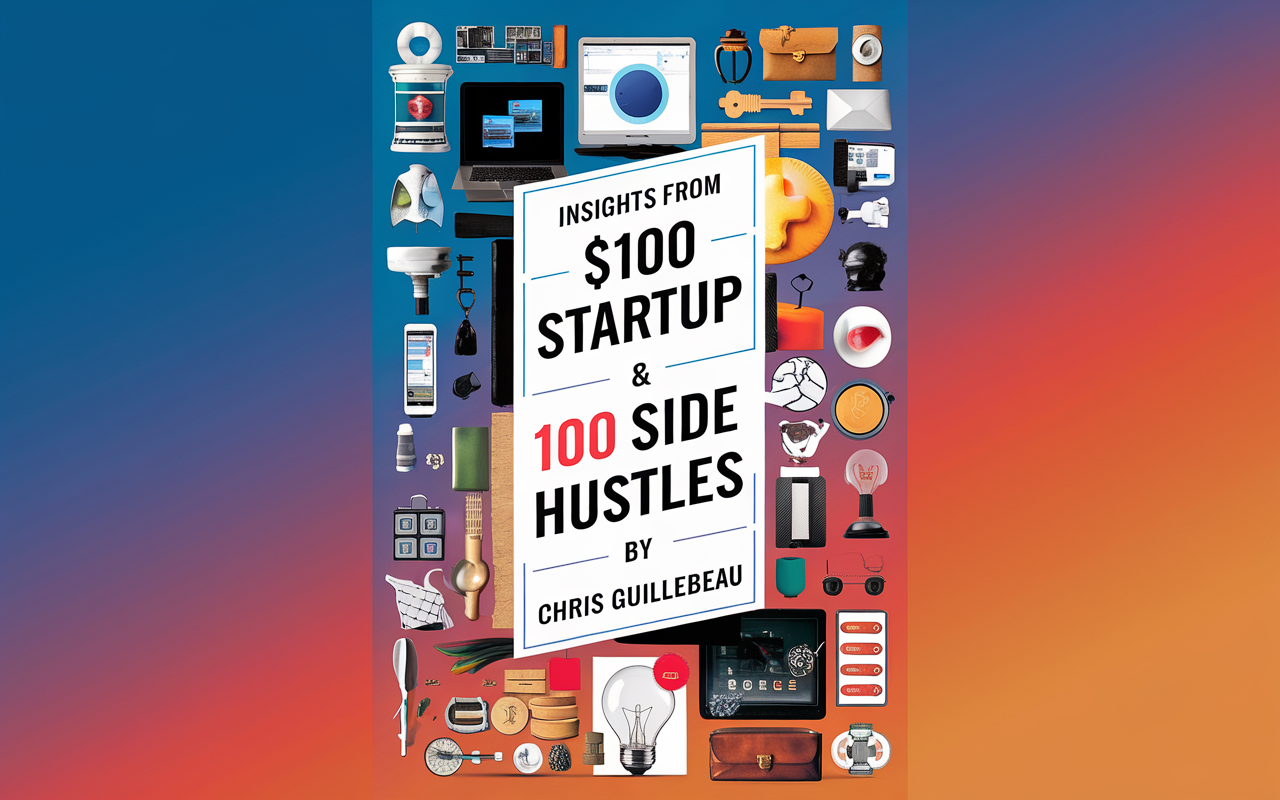 INSIGHTS FROM
$100
STARTUP
&
100 SIDE
HUSTLES
BY
CHRIS GUILLEBEAU